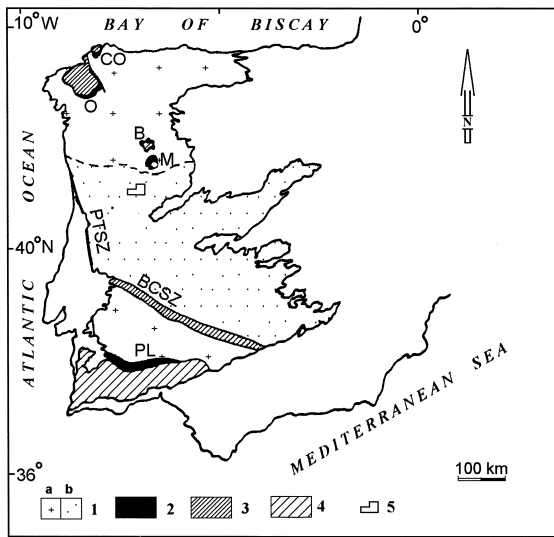 10°W
BAY OF BISCAY
0°
CO
O
B
M
N
OCEAN
PTSZ
40°N
BCSZ
ATLANTIC
PL
MEDITERRANEAN SEA
36°
100 km
a b
1 2 3 4 5